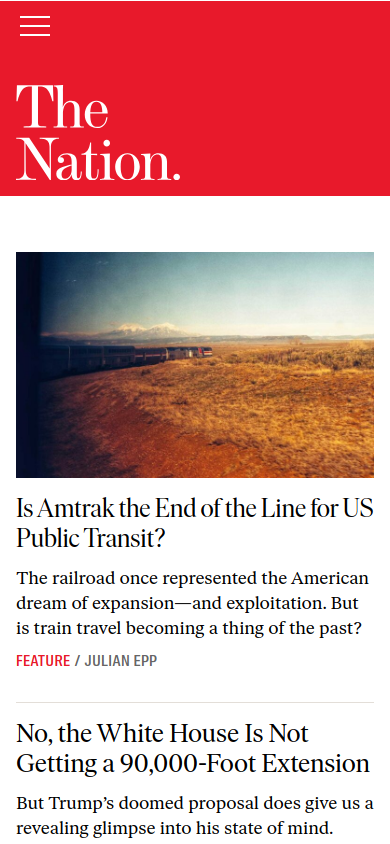 The
Nation.
Is Amtrak the End of the Line for US
Public Transit?
The railroad once represented the American
dream of expansion—and exploitation. But
is train travel becoming a thing of the past?
FEATURE / JULIAN EPP
No, the White House Is Not
Getting a 90,000-Foot Extension
But Trump’s doomed proposal does give us a
revealing glimpse into his state of mind.